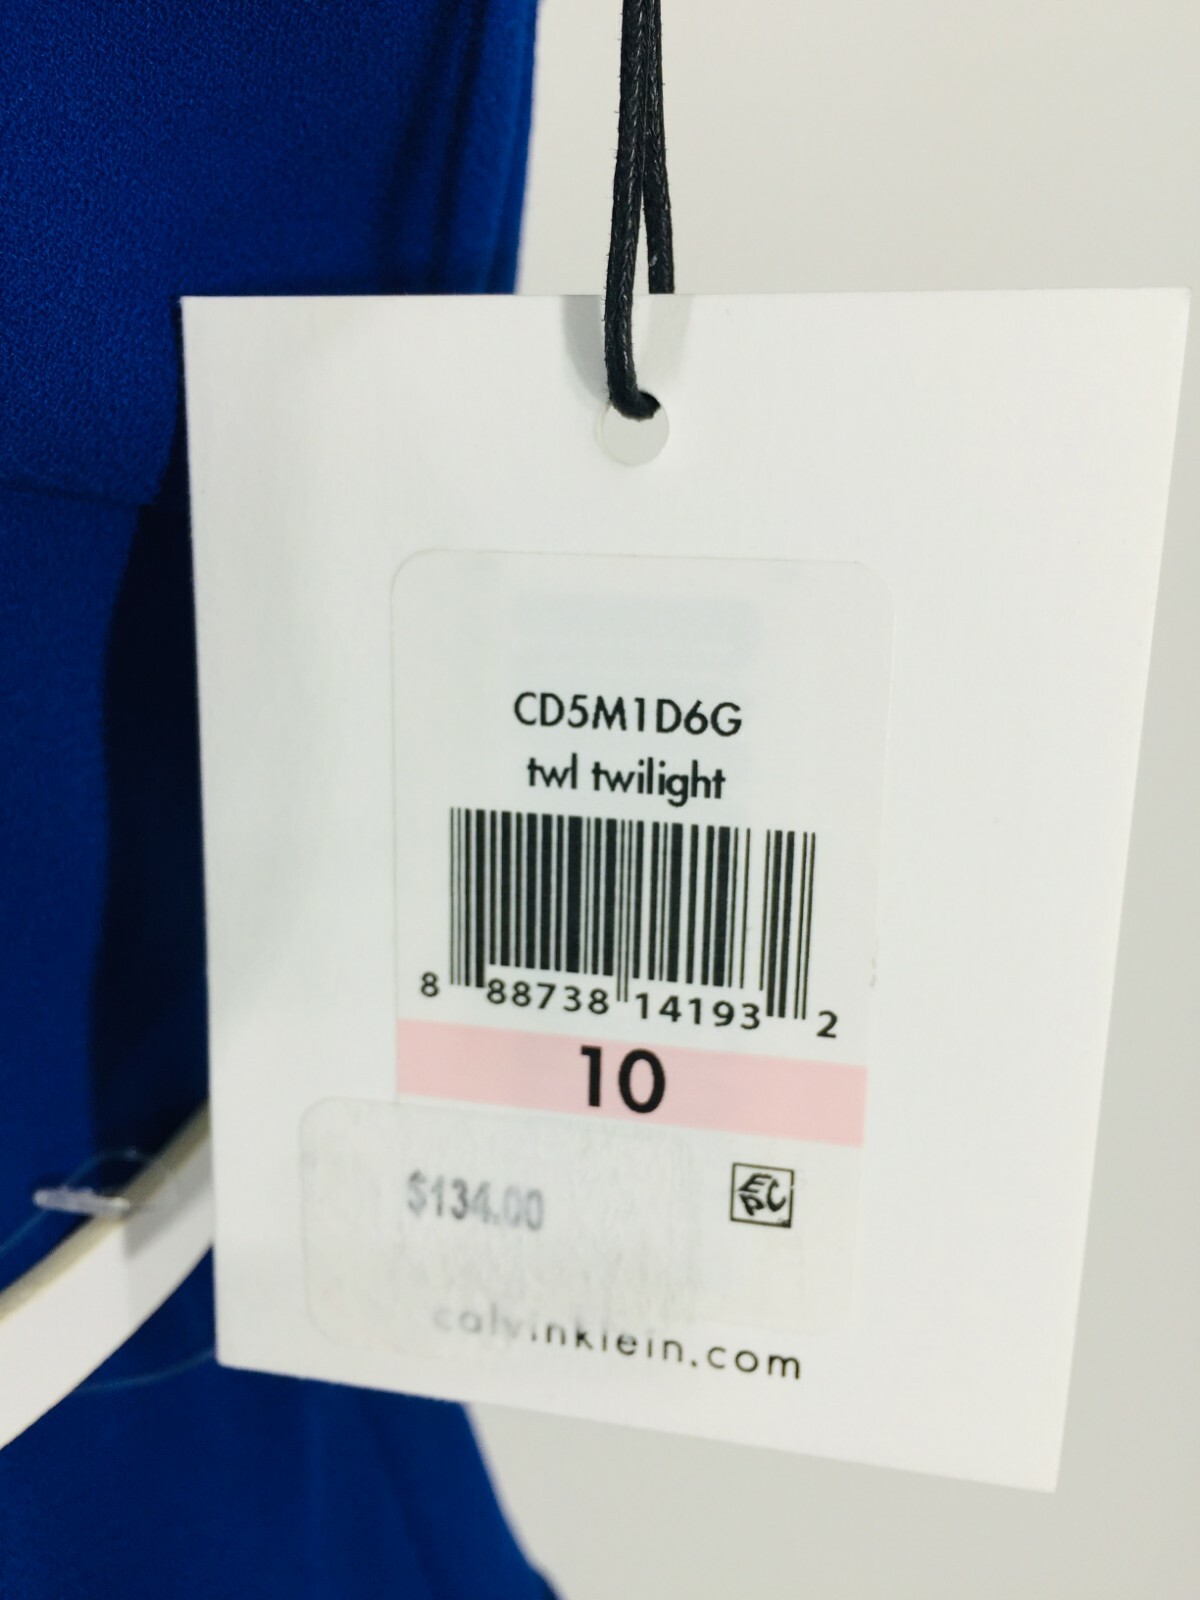 CD5M1D6G
twl twilight
8 88738 14193 2
10
$134.00
EPC
calvinklein.com